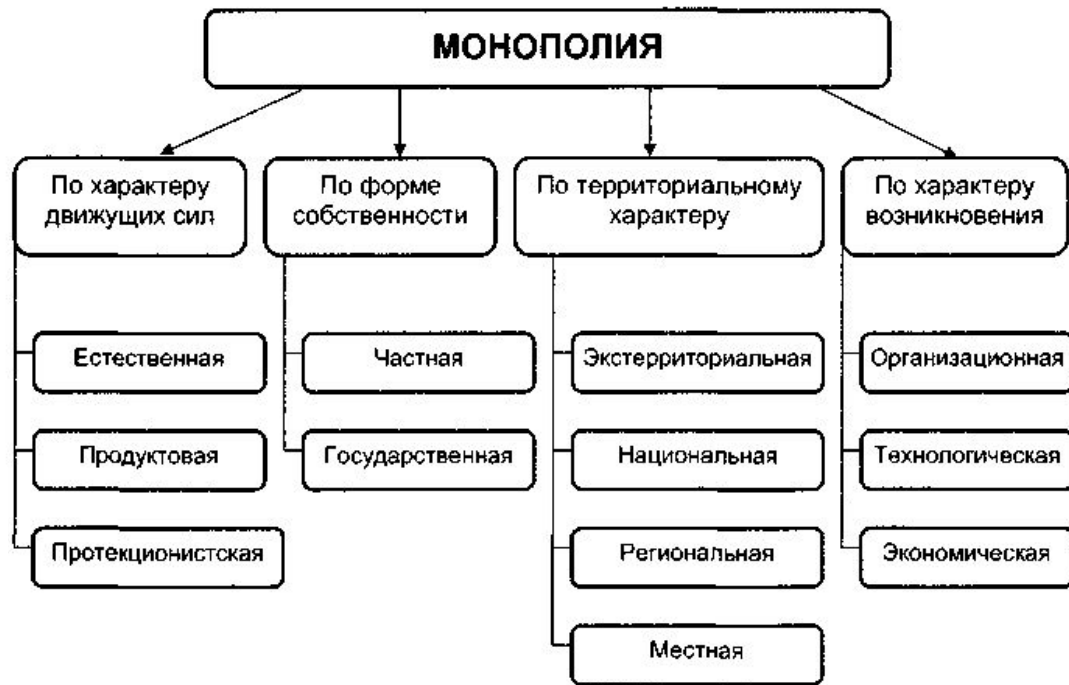 МОНОПОЛИЯ
По характеру
движущих сил
Естественная
Продуктовая
Протекционистская
По форме
собственности
Частная
Государственная
По территориальному
характеру
Экстерриториальная
Национальная
Региональная
Местная
По характеру
возникновения
Организационная
Технологическая
Экономическая